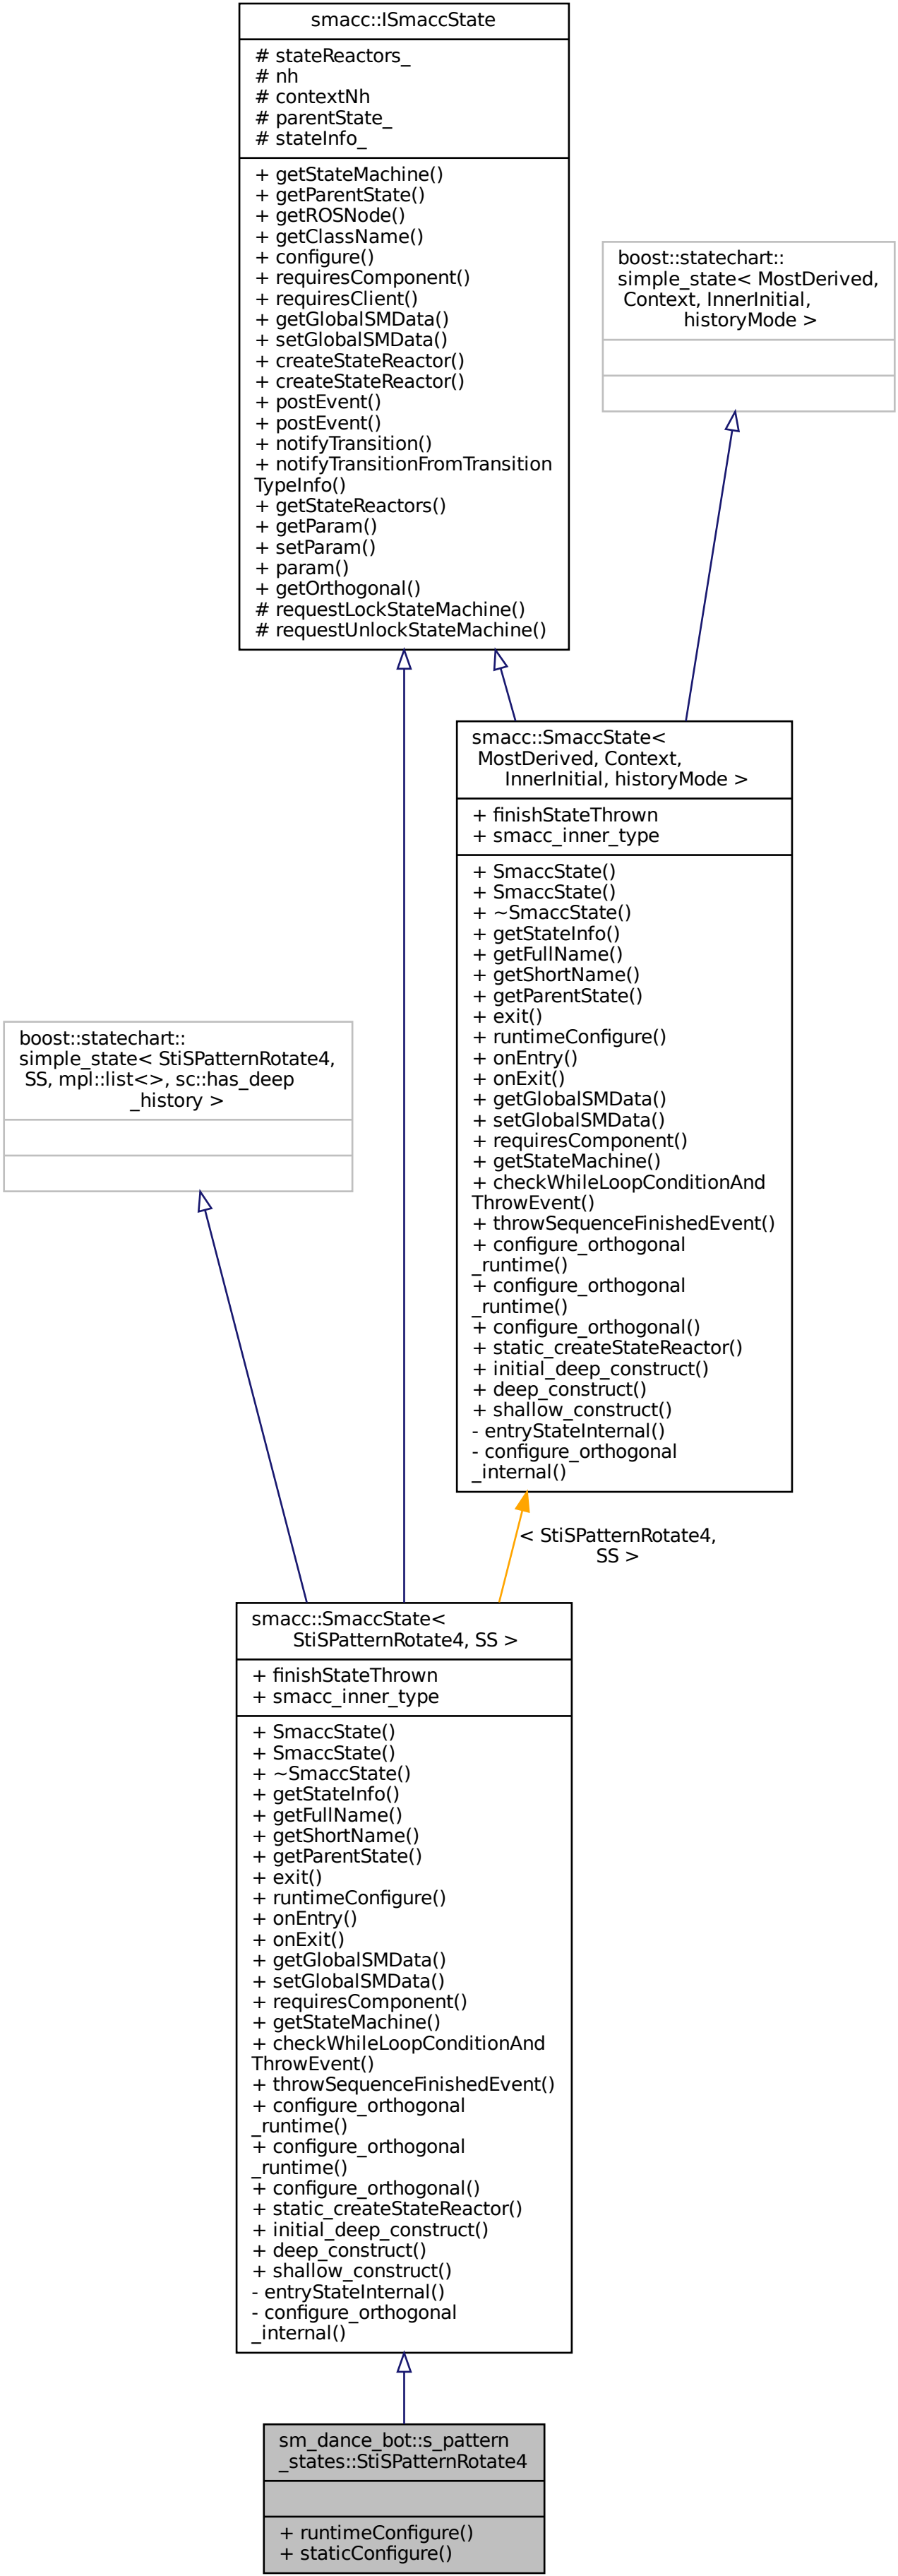 smacc::ISmaccState
# stateReactors_
# nh
# contextNh
# parentState_
# stateInfo_
+ getStateMachine()
+ getParentState()
+ getROSNode()
+ getClassName()
+ configure()
+ requiresComponent()
+ requiresClient()
+ getGlobalSMData()
+ setGlobalSMData()
+ createStateReactor()
+ createStateReactor()
+ postEvent()
+ postEvent()
+ notifyTransition()
+ notifyTransitionFromTransition
TypeInfo()
+ getStateReactors()
+ getParam()
+ setParam()
+ param()
+ getOrthogonal()
# requestLockStateMachine()
# requestUnlockStateMachine()
boost::statechart::
simple_state< MostDerived,
Context, InnerInitial,
historyMode >
smacc::SmaccState<
MostDerived, Context,
InnerInitial, historyMode >
+ finishStateThrown
+ smacc_inner_type
+ SmaccState()
+ SmaccState()
+ ~SmaccState()
+ getStateInfo()
+ getFullName()
+ getShortName()
+ getParentState()
+ exit()
+ runtimeConfigure()
+ onEntry()
+ onExit()
+ getGlobalSMData()
+ setGlobalSMData()
+ requiresComponent()
+ getStateMachine()
+ checkWhileLoopConditionAnd
ThrowEvent()
+ throwSequenceFinishedEvent()
+ configure_orthogonal
_runtime()
+ configure_orthogonal
_runtime()
+ configure_orthogonal()
+ static_createStateReactor()
+ initial_deep_construct()
+ deep_construct()
+ shallow_construct()
- entryStateInternal()
- configure_orthogonal
_internal()
boost::statechart::
simple_state< StiSPatternRotate4,
SS, mpl::list<>, sc::has_deep
_history >
< StiSPatternRotate4,
SS >
smacc::SmaccState<
StiSPatternRotate4, SS >
+ finishStateThrown
+ smacc_inner_type
+ SmaccState()
+ SmaccState()
+ ~SmaccState()
+ getStateInfo()
+ getFullName()
+ getShortName()
+ getParentState()
+ exit()
+ runtimeConfigure()
+ onEntry()
+ onExit()
+ getGlobalSMData()
+ setGlobalSMData()
+ requiresComponent()
+ getStateMachine()
+ checkWhileLoopConditionAnd
ThrowEvent()
+ throwSequenceFinishedEvent()
+ configure_orthogonal
_runtime()
+ configure_orthogonal
_runtime()
+ configure_orthogonal()
+ static_createStateReactor()
+ initial_deep_construct()
+ deep_construct()
+ shallow_construct()
- entryStateInternal()
- configure_orthogonal
_internal()
sm_dance_bot::s_pattern
_states::StiSPatternRotate4
+ runtimeConfigure()
+ staticConfigure()